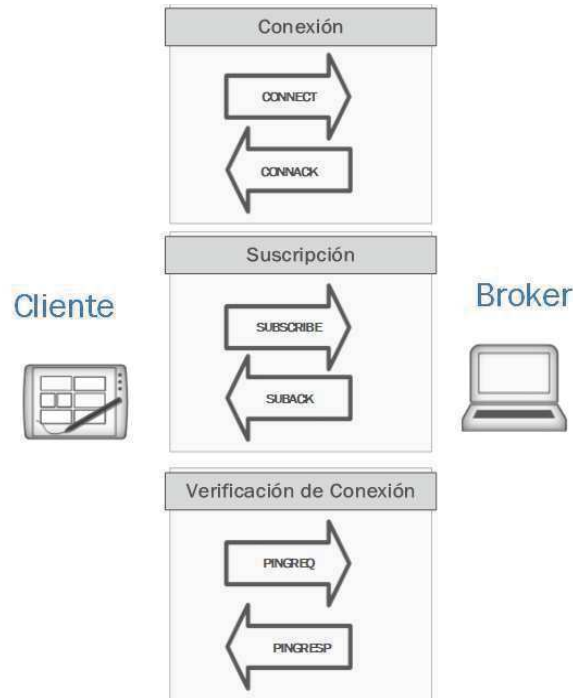 Conexión
CONNECT
CONNACK
Suscripción
Cliente
Broker
SUBSCRIBE
SUBACK
Verificación de Conexión
PINGREQ
PINGRESP